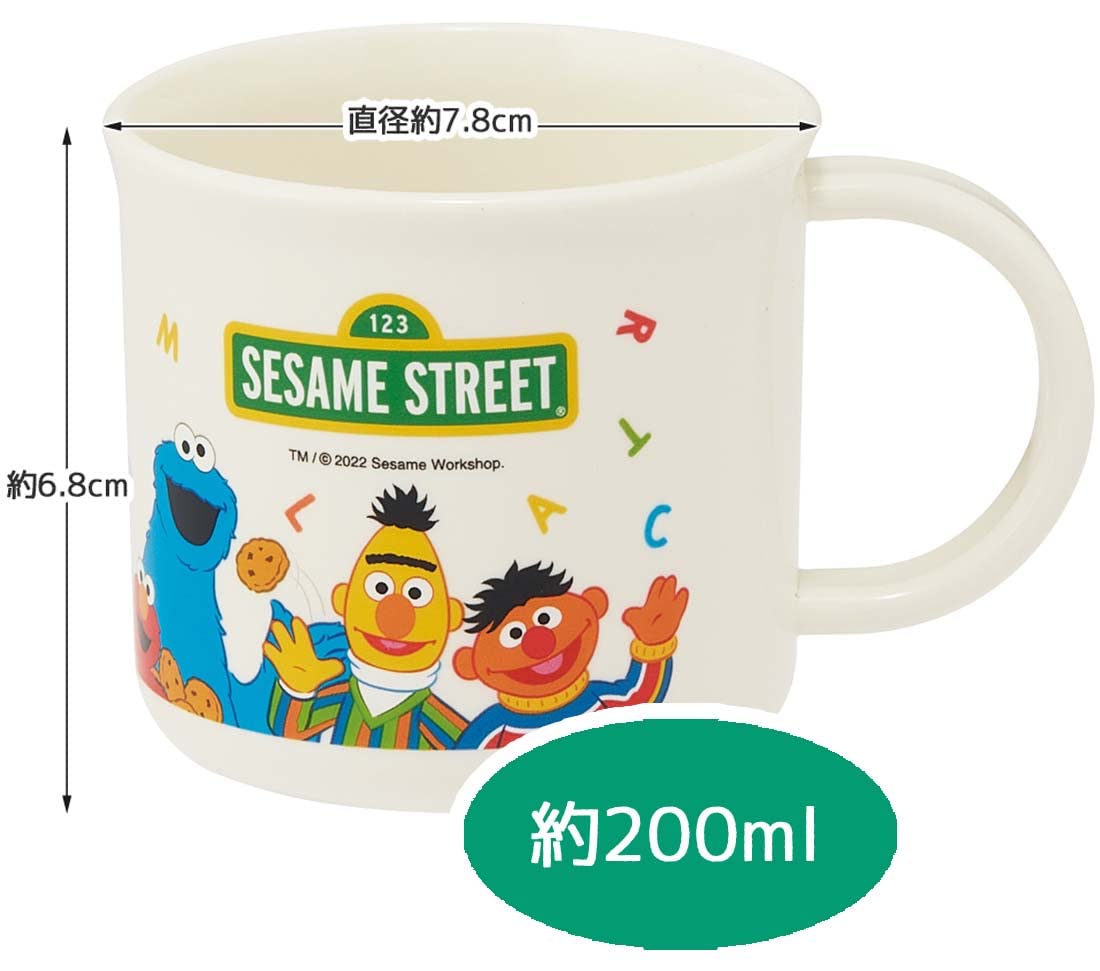 直径約7.8cm
約6.8cm
123
SESAME STREET®
TM / © 2022 Sesame Workshop.
M
R
T
L
A
C
約200ml